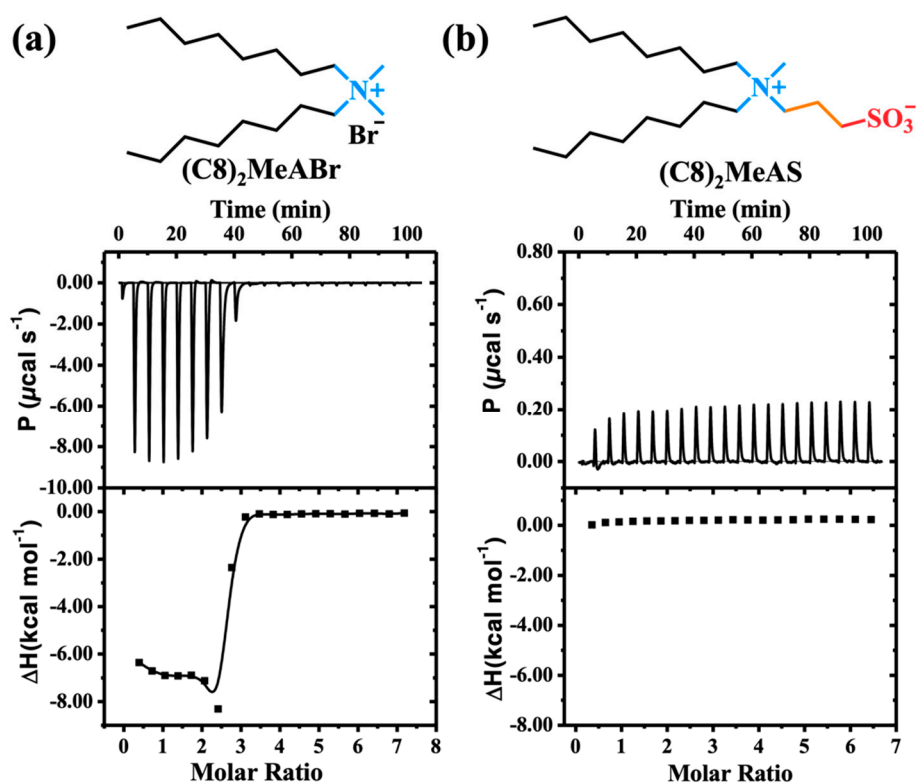 (a)
N+
Br−
(C8)₂MeABr
Time (min)
0 20 40 60 80 100
P (μcal s⁻¹)
0.00
-2.00
-4.00
-6.00
-8.00
-10.00
ΔH(kcal mol⁻¹)
0.00
-2.00
-4.00
-6.00
-8.00
0 1 2 3 4 5 6 7 8
Molar Ratio
(b)
N+
SO₃⁻
(C8)₂MeAS
Time (min)
0 20 40 60 80 100
P (μcal s⁻¹)
0.80
0.60
0.40
0.20
0.00
ΔH(kcal mol⁻¹)
0.00
-2.00
-4.00
-6.00
-8.00
0 1 2 3 4 5 6 7
Molar Ratio